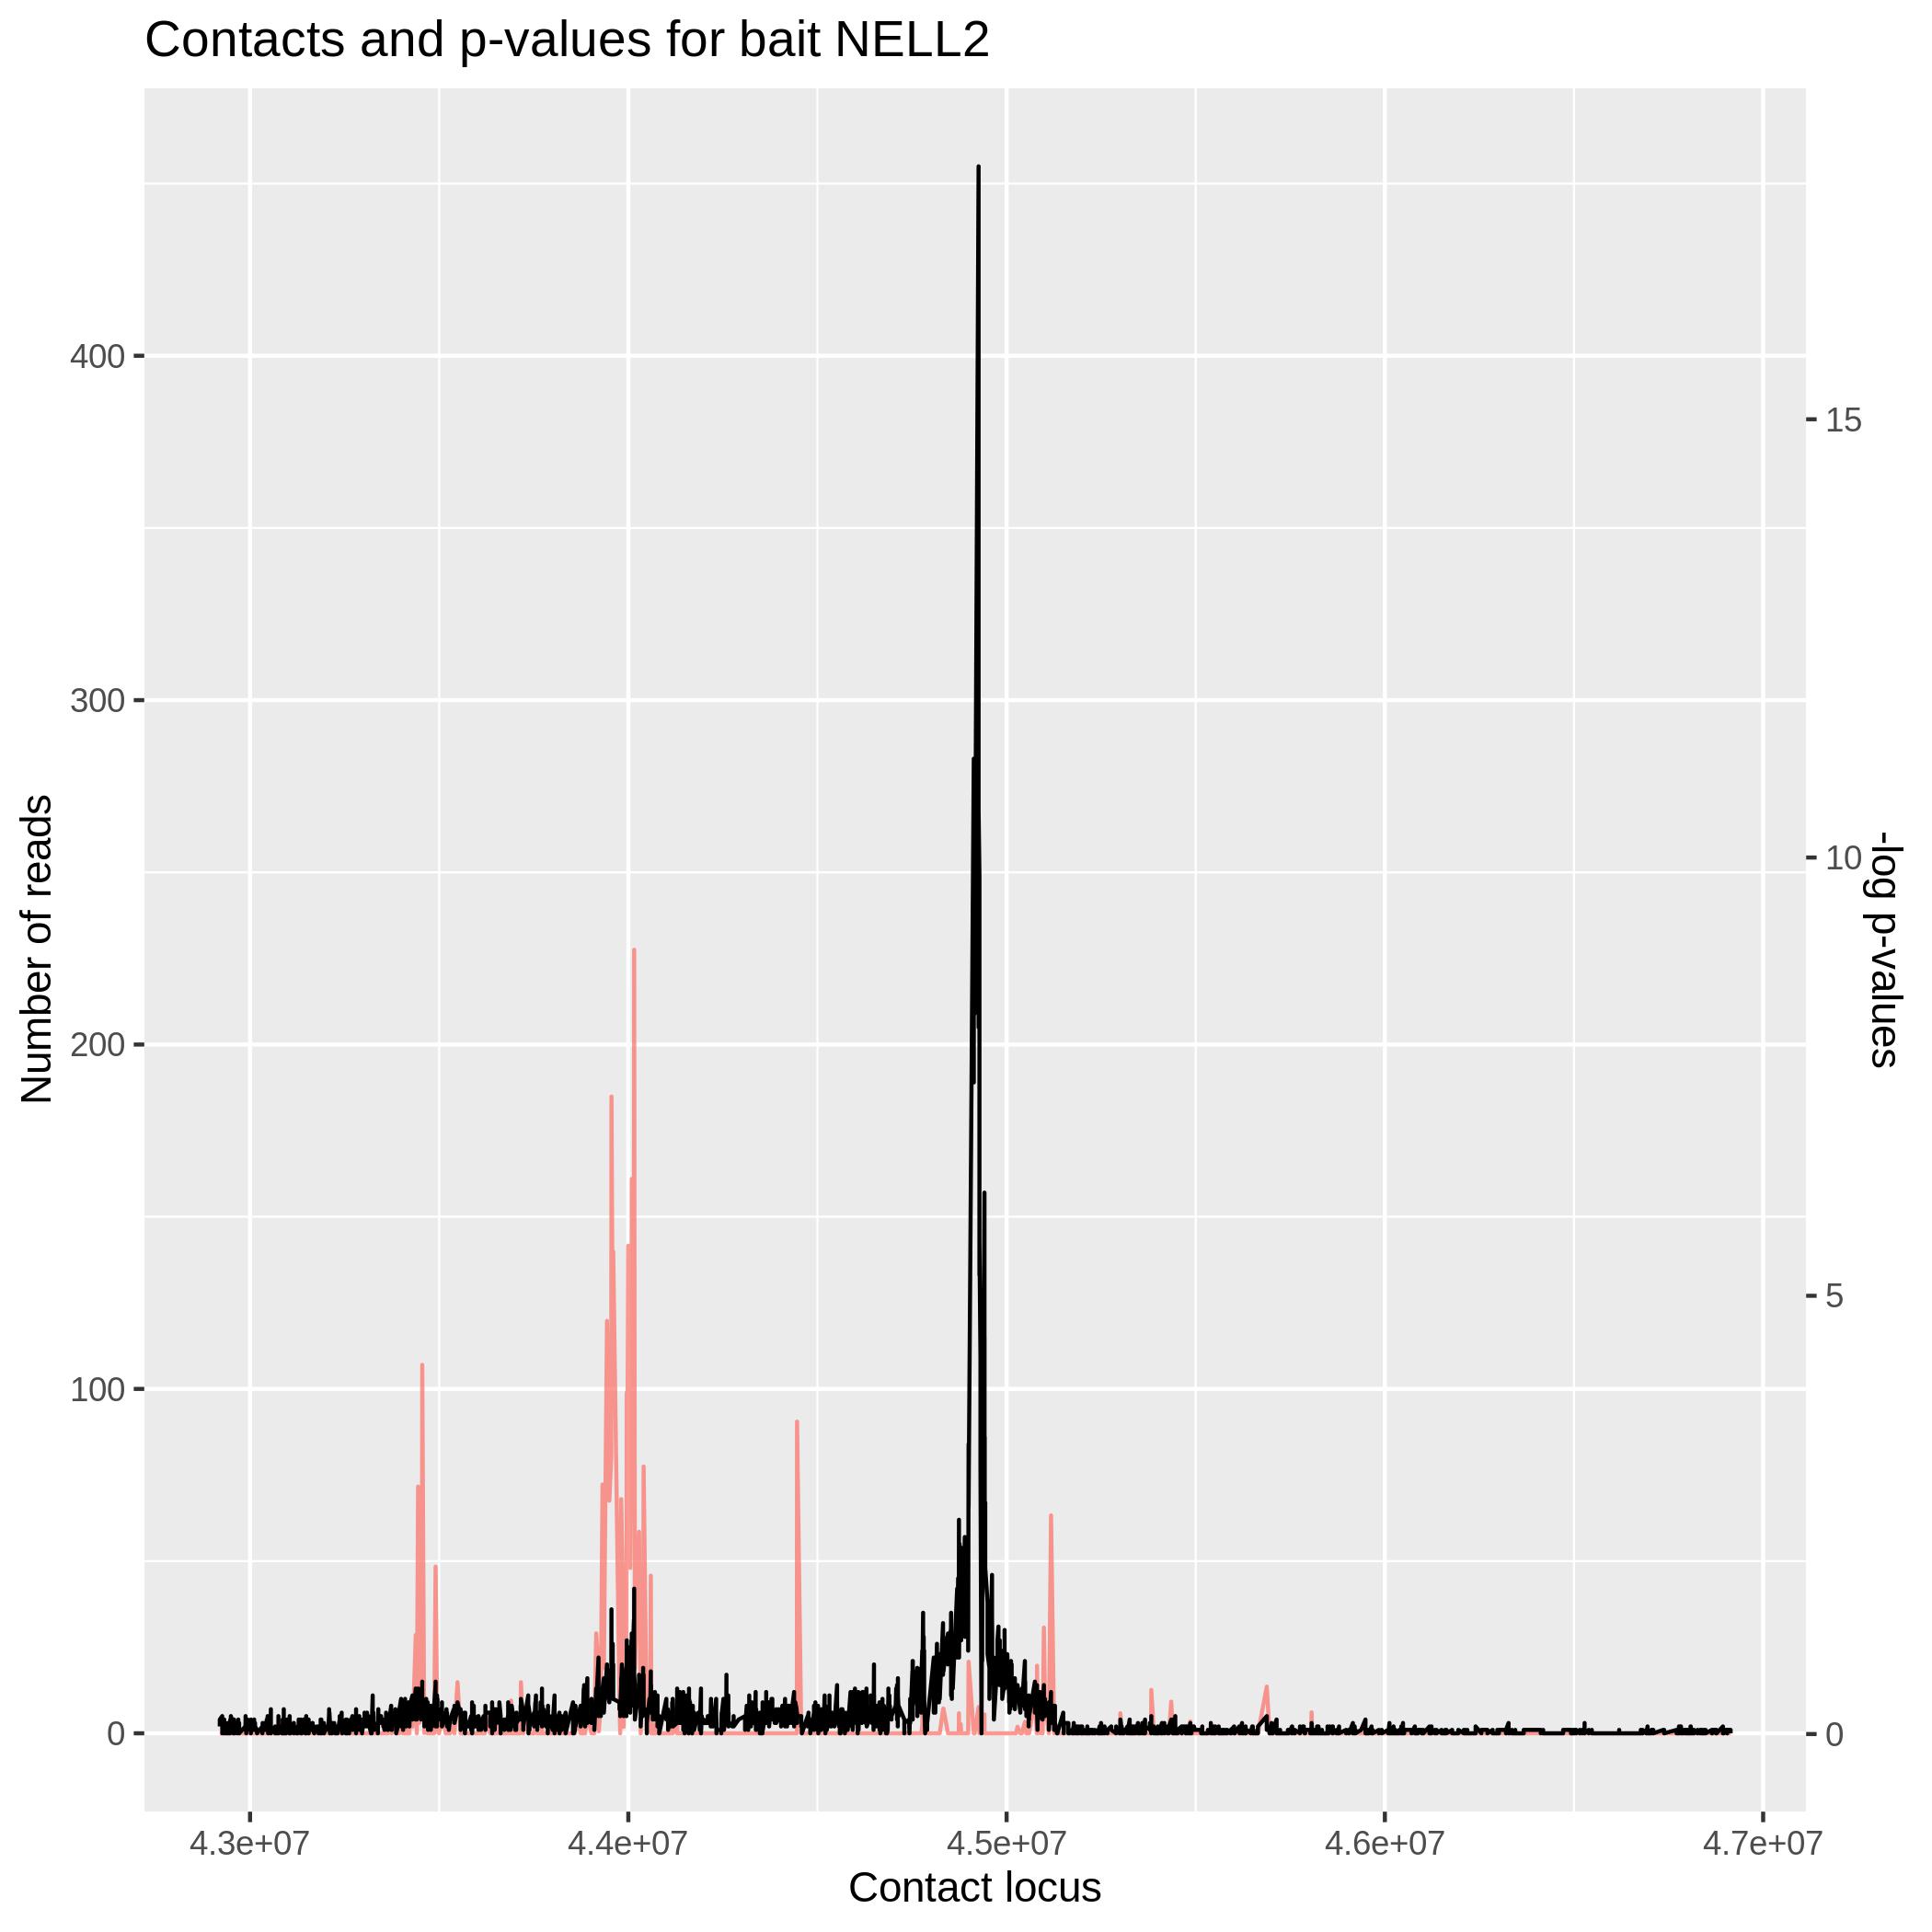 Contacts and p-values for bait NELL2
Number of reads
400
300
200
100
0
15
10
5
0
-log p-values
4.3e+07
4.4e+07
4.5e+07
4.6e+07
4.7e+07
Contact locus